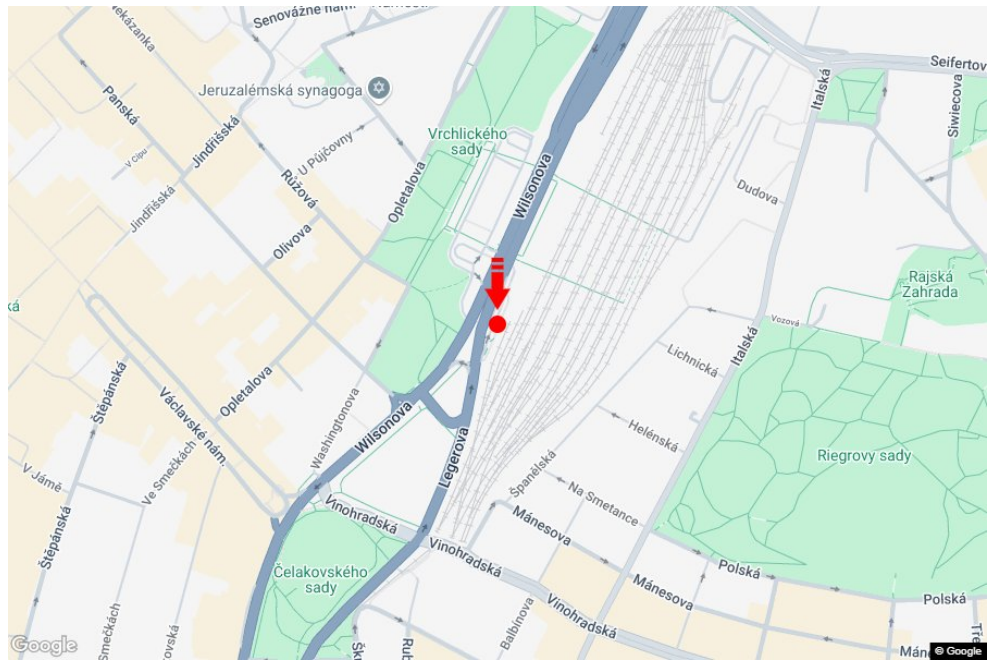 Senovážné nám.
Nekázanka
Seifertova
Italská
Siwiecova
Jeruzalémská synagoga
Panská
Jindřišská
V Cípu
U Půjčovny
Vrchlického
sady
Wilsonova
Opletalova
Růžová
Dudova
Jindřišská
Olivova
Rajská
Zahrada
Vozová
Italská
Lichnická
Štěpánská
Václavské nám.
Opletalova
Washingtonova
Wilsonova
Legerova
Helénská
Španělská
Riegrovy sady
V Jámě
Ve Smečkách
Na Smetance
Vinohradská
Mánesova
Štěpánská
Vinohradská
Polská
Čelakovského
sady
Mánesova
Polská
Balbínova
Vinohradská
Google
© Google